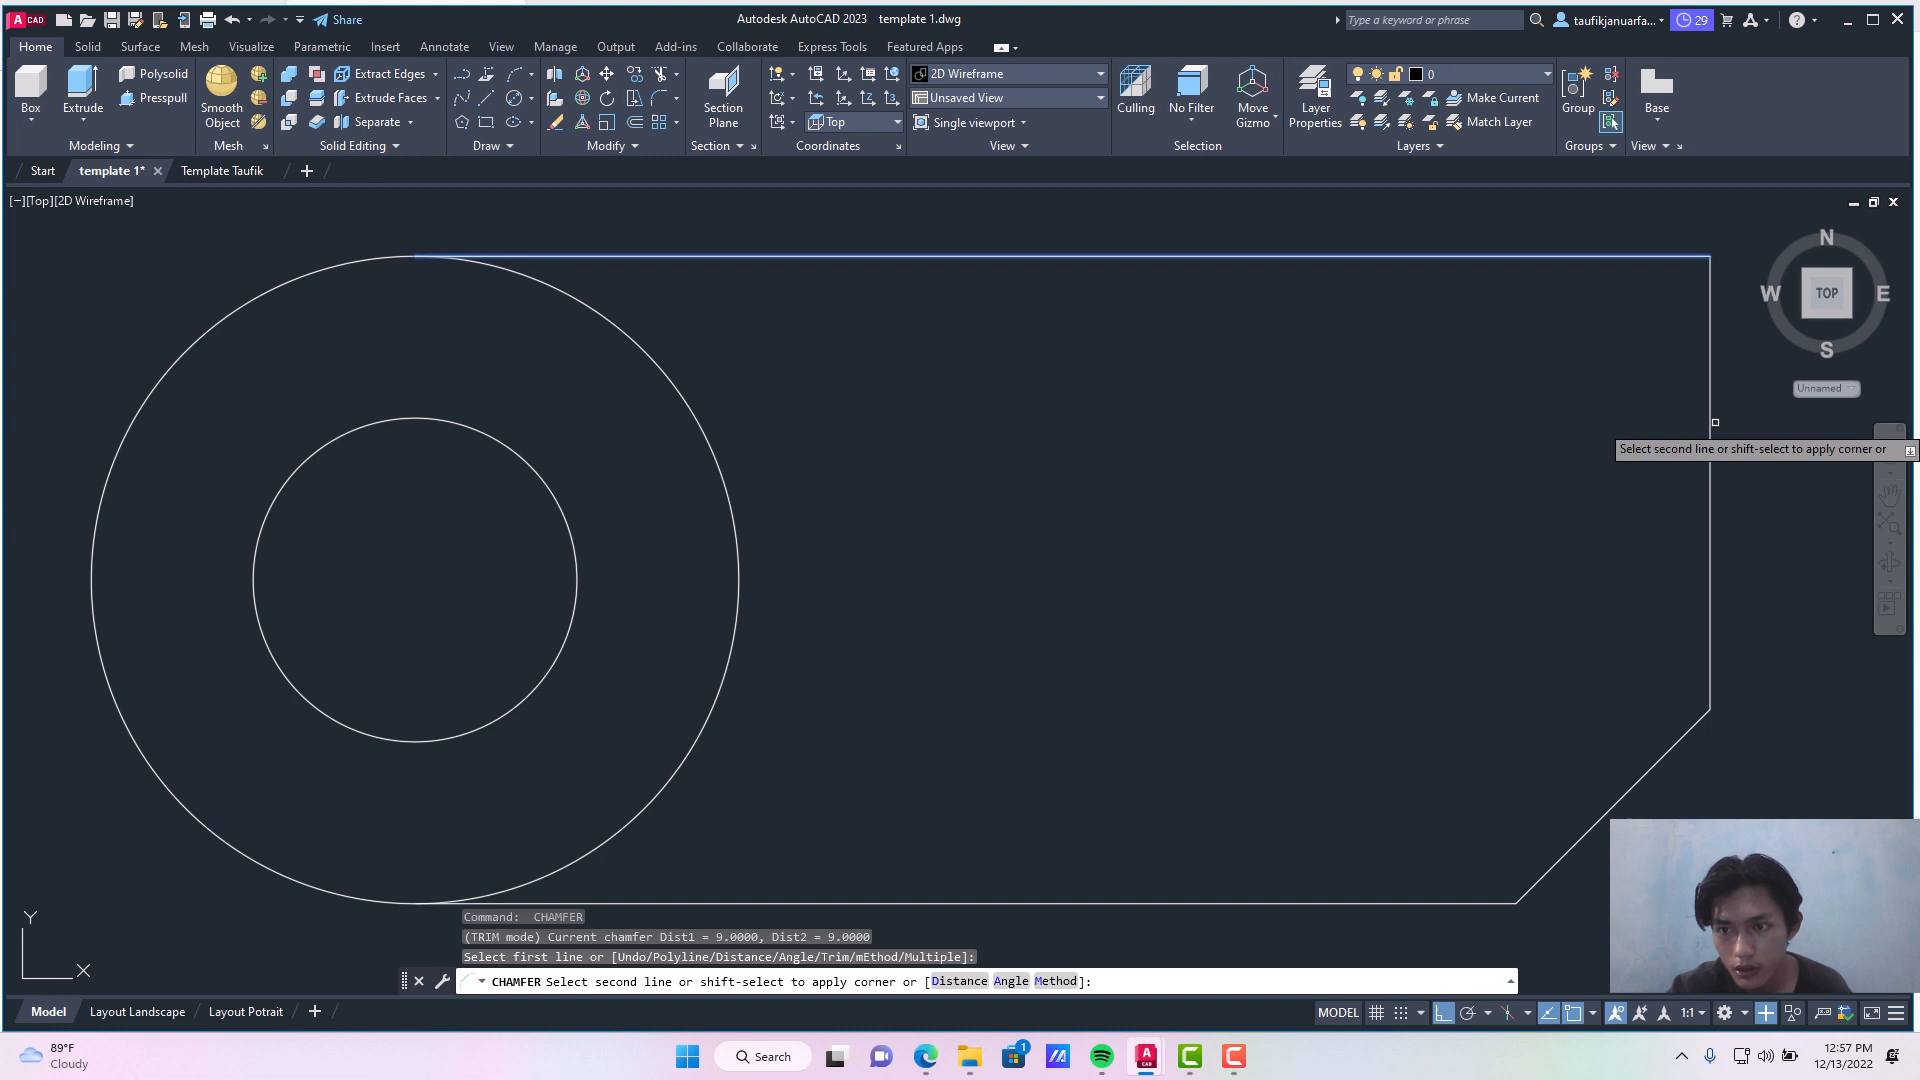 A CAD
Share
Autodesk AutoCAD 2023 template 1.dwg
Type a keyword or phrase
taufikjanuarfa...
29
Home Solid Surface Mesh Visualize Parametric Insert Annotate View Manage Output Add-ins Collaborate Express Tools Featured Apps
Box
Extrude
Polysolid
Presspull
Modeling
Smooth
Object
Mesh
Extract Edges
Extrude Faces
Separate
Solid Editing
Draw
Modify
Section
Plane
Section
Top
Coordinates
2D Wireframe
Unsaved View
Single viewport
View
Culling
No Filter
Move
Gizmo
Selection
Layer
Properties
0
Make Current
Match Layer
Layers
Group
Groups
Base
View
Start
template 1*
Template Taufik
[−][Top][2D Wireframe]
N
W
TOP
E
S
Unnamed
Select second line or shift-select to apply corner or
Y
X
Command: CHAMFER
(TRIM mode) Current chamfer Dist1 = 9.0000, Dist2 = 9.0000
Select first line or [Undo/Polyline/Distance/Angle/Trim/mEthod/Multiple]:
CHAMFER Select second line or shift-select to apply corner or [Distance Angle Method]:
Model
Layout Landscape
Layout Potrait
MODEL
1:1
89°F
Cloudy
Search
1
12:57 PM
12/13/2022